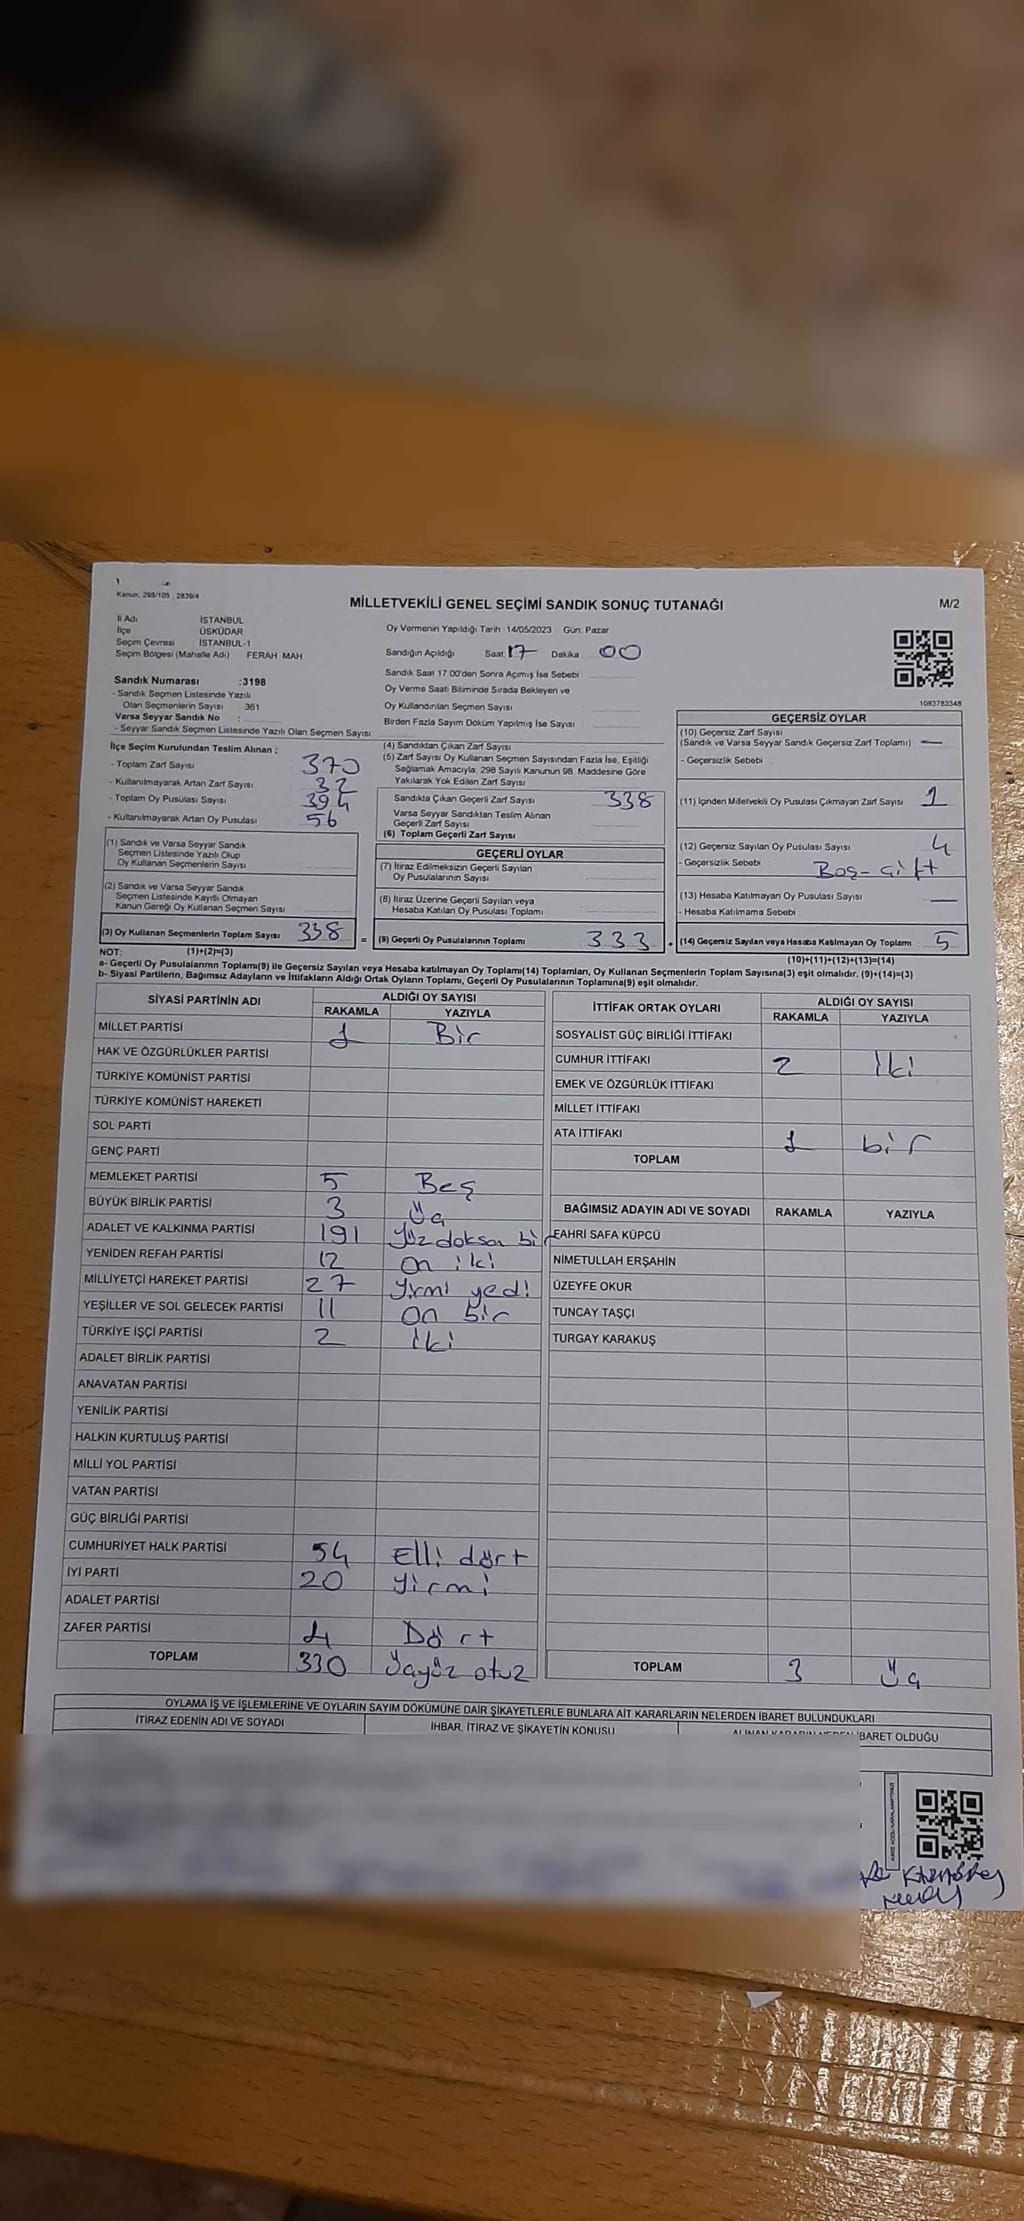 Kanun, 298/105 , 2839/4
MİLLETVEKİLİ GENEL SEÇİMİ SANDIK SONUÇ TUTANAĞI
M/2
İl Adı İSTANBUL
İlçe ÜSKÜDAR
Seçim Çevresi İSTANBUL-1
Seçim Bölgesi (Mahalle Adı) FERAH MAH
Oy Vermenin Yapıldığı Tarih :14/05/2023 Gün: Pazar
Sandığın Açıldığı Saat 17 Dakika 00
Sandık Saat 17:00'den Sonra Açımış İse Sebebi
Oy Verme Saati Bitiminde Sırada Bekleyen ve
Oy Kullandırılan Seçmen Sayısı
Birden Fazla Sayım Döküm Yapılmış İse Sayısı
1083783348
Sandık Numarası :3198
- Sandık Seçmen Listesinde Yazılı
Olan Seçmenlerin Sayısı : 361
Varsa Seyyar Sandık No :
- Seyyar Sandık Seçmen Listesinde Yazılı Olan Seçmen Sayısı
İlçe Seçim Kurulundan Teslim Alınan ;
- Toplam Zarf Sayısı 370
- Kullanılmayarak Artan Zarf Sayısı 32
- Toplam Oy Pusulası Sayısı 394
- Kullanılmayarak Artan Oy Pusulası 56
(1) Sandık ve Varsa Seyyar Sandık
Seçmen Listesinde Yazılı Olup
Oy Kullanan Seçmenlerin Sayısı
(2) Sandık ve Varsa Seyyar Sandık
Seçmen Listesinde Kayıtlı Olmayan
Kanun Gereği Oy Kullanan Seçmen Sayısı
(3) Oy Kullanan Seçmenlerin Toplam Sayısı 338
(4) Sandıktan Çıkan Zarf Sayısı
(5) Zarf Sayısı Oy Kullanan Seçmen Sayısından Fazla İse, Eşitliği
Sağlamak Amacıyla: 298 Sayılı Kanunun 98. Maddesine Göre
Yakılarak Yok Edilen Zarf Sayısı
Sandıkta Çıkan Geçerli Zarf Sayısı 338
Varsa Seyyar Sandıktan Teslim Alınan
Geçerli Zarf Sayısı
(6) Toplam Geçerli Zarf Sayısı
GEÇERLİ OYLAR
(7) İtiraz Edilmeksizin Geçerli Sayılan
Oy Pusulalarının Sayısı
(8) İtiraz Üzerine Geçerli Sayılan veya
Hesaba Katılan Oy Pusulası Toplamı
= (9) Geçerli Oy Pusulalarının Toplamı 333
GEÇERSİZ OYLAR
(10) Geçersiz Zarf Sayısı
(Sandık ve Varsa Seyyar Sandık Geçersiz Zarf Toplamı) —
- Geçersizlik Sebebi
(11) İçinden Milletvekili Oy Pusulası Çıkmayan Zarf Sayısı 1
(12) Geçersiz Sayılan Oy Pusulası Sayısı 4
- Geçersizlik Sebebi Boş-çift
(13) Hesaba Katılmayan Oy Pusulası Sayısı —
- Hesaba Katılmama Sebebi
(14) Geçersiz Sayılan veya Hesaba Katılmayan Oy Toplamı 5
NOT: (1)+(2)=(3)
(10)+(11)+(12)+(13)=(14)
a- Geçerli Oy Pusulalarının Toplamı(9) ile Geçersiz Sayılan veya Hesaba katılmayan Oy Toplamı(14) Toplamları, Oy Kullanan Seçmenlerin Toplam Sayısına(3) eşit olmalıdır. (9)+(14)=(3)
b- Siyasi Partilerin, Bağımsız Adayların ve İttifakların Aldığı Ortak Oyların Toplamı, Geçerli Oy Pusulalarının Toplamına(9) eşit olmalıdır.
SİYASİ PARTİNİN ADI ALDIĞI OY SAYISI
RAKAMLA YAZIYLA
MİLLET PARTİSİ 1 Bir
HAK VE ÖZGÜRLÜKLER PARTİSİ
TÜRKİYE KOMÜNİST PARTİSİ
TÜRKİYE KOMÜNİST HAREKETİ
SOL PARTİ
GENÇ PARTİ
MEMLEKET PARTİSİ 5 Beş
BÜYÜK BİRLİK PARTİSİ 3 Üç
ADALET VE KALKINMA PARTİSİ 191 Yüzdoksan bir
YENİDEN REFAH PARTİSİ 12 on iki
MİLLİYETÇİ HAREKET PARTİSİ 27 Yirmi yedi
YEŞİLLER VE SOL GELECEK PARTİSİ 11 On bir
TÜRKİYE İŞÇİ PARTİSİ 2 iki
ADALET BİRLİK PARTİSİ
ANAVATAN PARTİSİ
YENİLİK PARTİSİ
HALKIN KURTULUŞ PARTİSİ
MİLLİ YOL PARTİSİ
VATAN PARTİSİ
GÜÇ BİRLİĞİ PARTİSİ
CUMHURİYET HALK PARTİSİ 54 Elli dört
İYİ PARTİ 20 Yirmi
ADALET PARTİSİ
ZAFER PARTİSİ 4 Dört
TOPLAM 330 Üçyüz otuz
İTTİFAK ORTAK OYLARI ALDIĞI OY SAYISI
RAKAMLA YAZIYLA
SOSYALİST GÜÇ BİRLİĞİ İTTİFAKI
CUMHUR İTTİFAKI 2 İki
EMEK VE ÖZGÜRLÜK İTTİFAKI
MİLLET İTTİFAKI
ATA İTTİFAKI 1 bir
TOPLAM
BAĞIMSIZ ADAYIN ADI VE SOYADI RAKAMLA YAZIYLA
FAHRİ SAFA KÜPCÜ
NİMETULLAH ERŞAHİN
ÜZEYFE OKUR
TUNCAY TAŞÇI
TURGAY KARAKUŞ
TOPLAM 3 Üç
OYLAMA İŞ VE İŞLEMLERİNE VE OYLARIN SAYIM DÖKÜMÜNE DAİR ŞİKAYETLERLE BUNLARA AİT KARARLARIN NELERDEN İBARET BULUNDUKLARI
İTİRAZ EDENİN ADI VE SOYADI İHBAR, İTİRAZ VE ŞİKAYETİN KONUSU ALINAN KARARIN NEDEN İBARET OLDUĞU